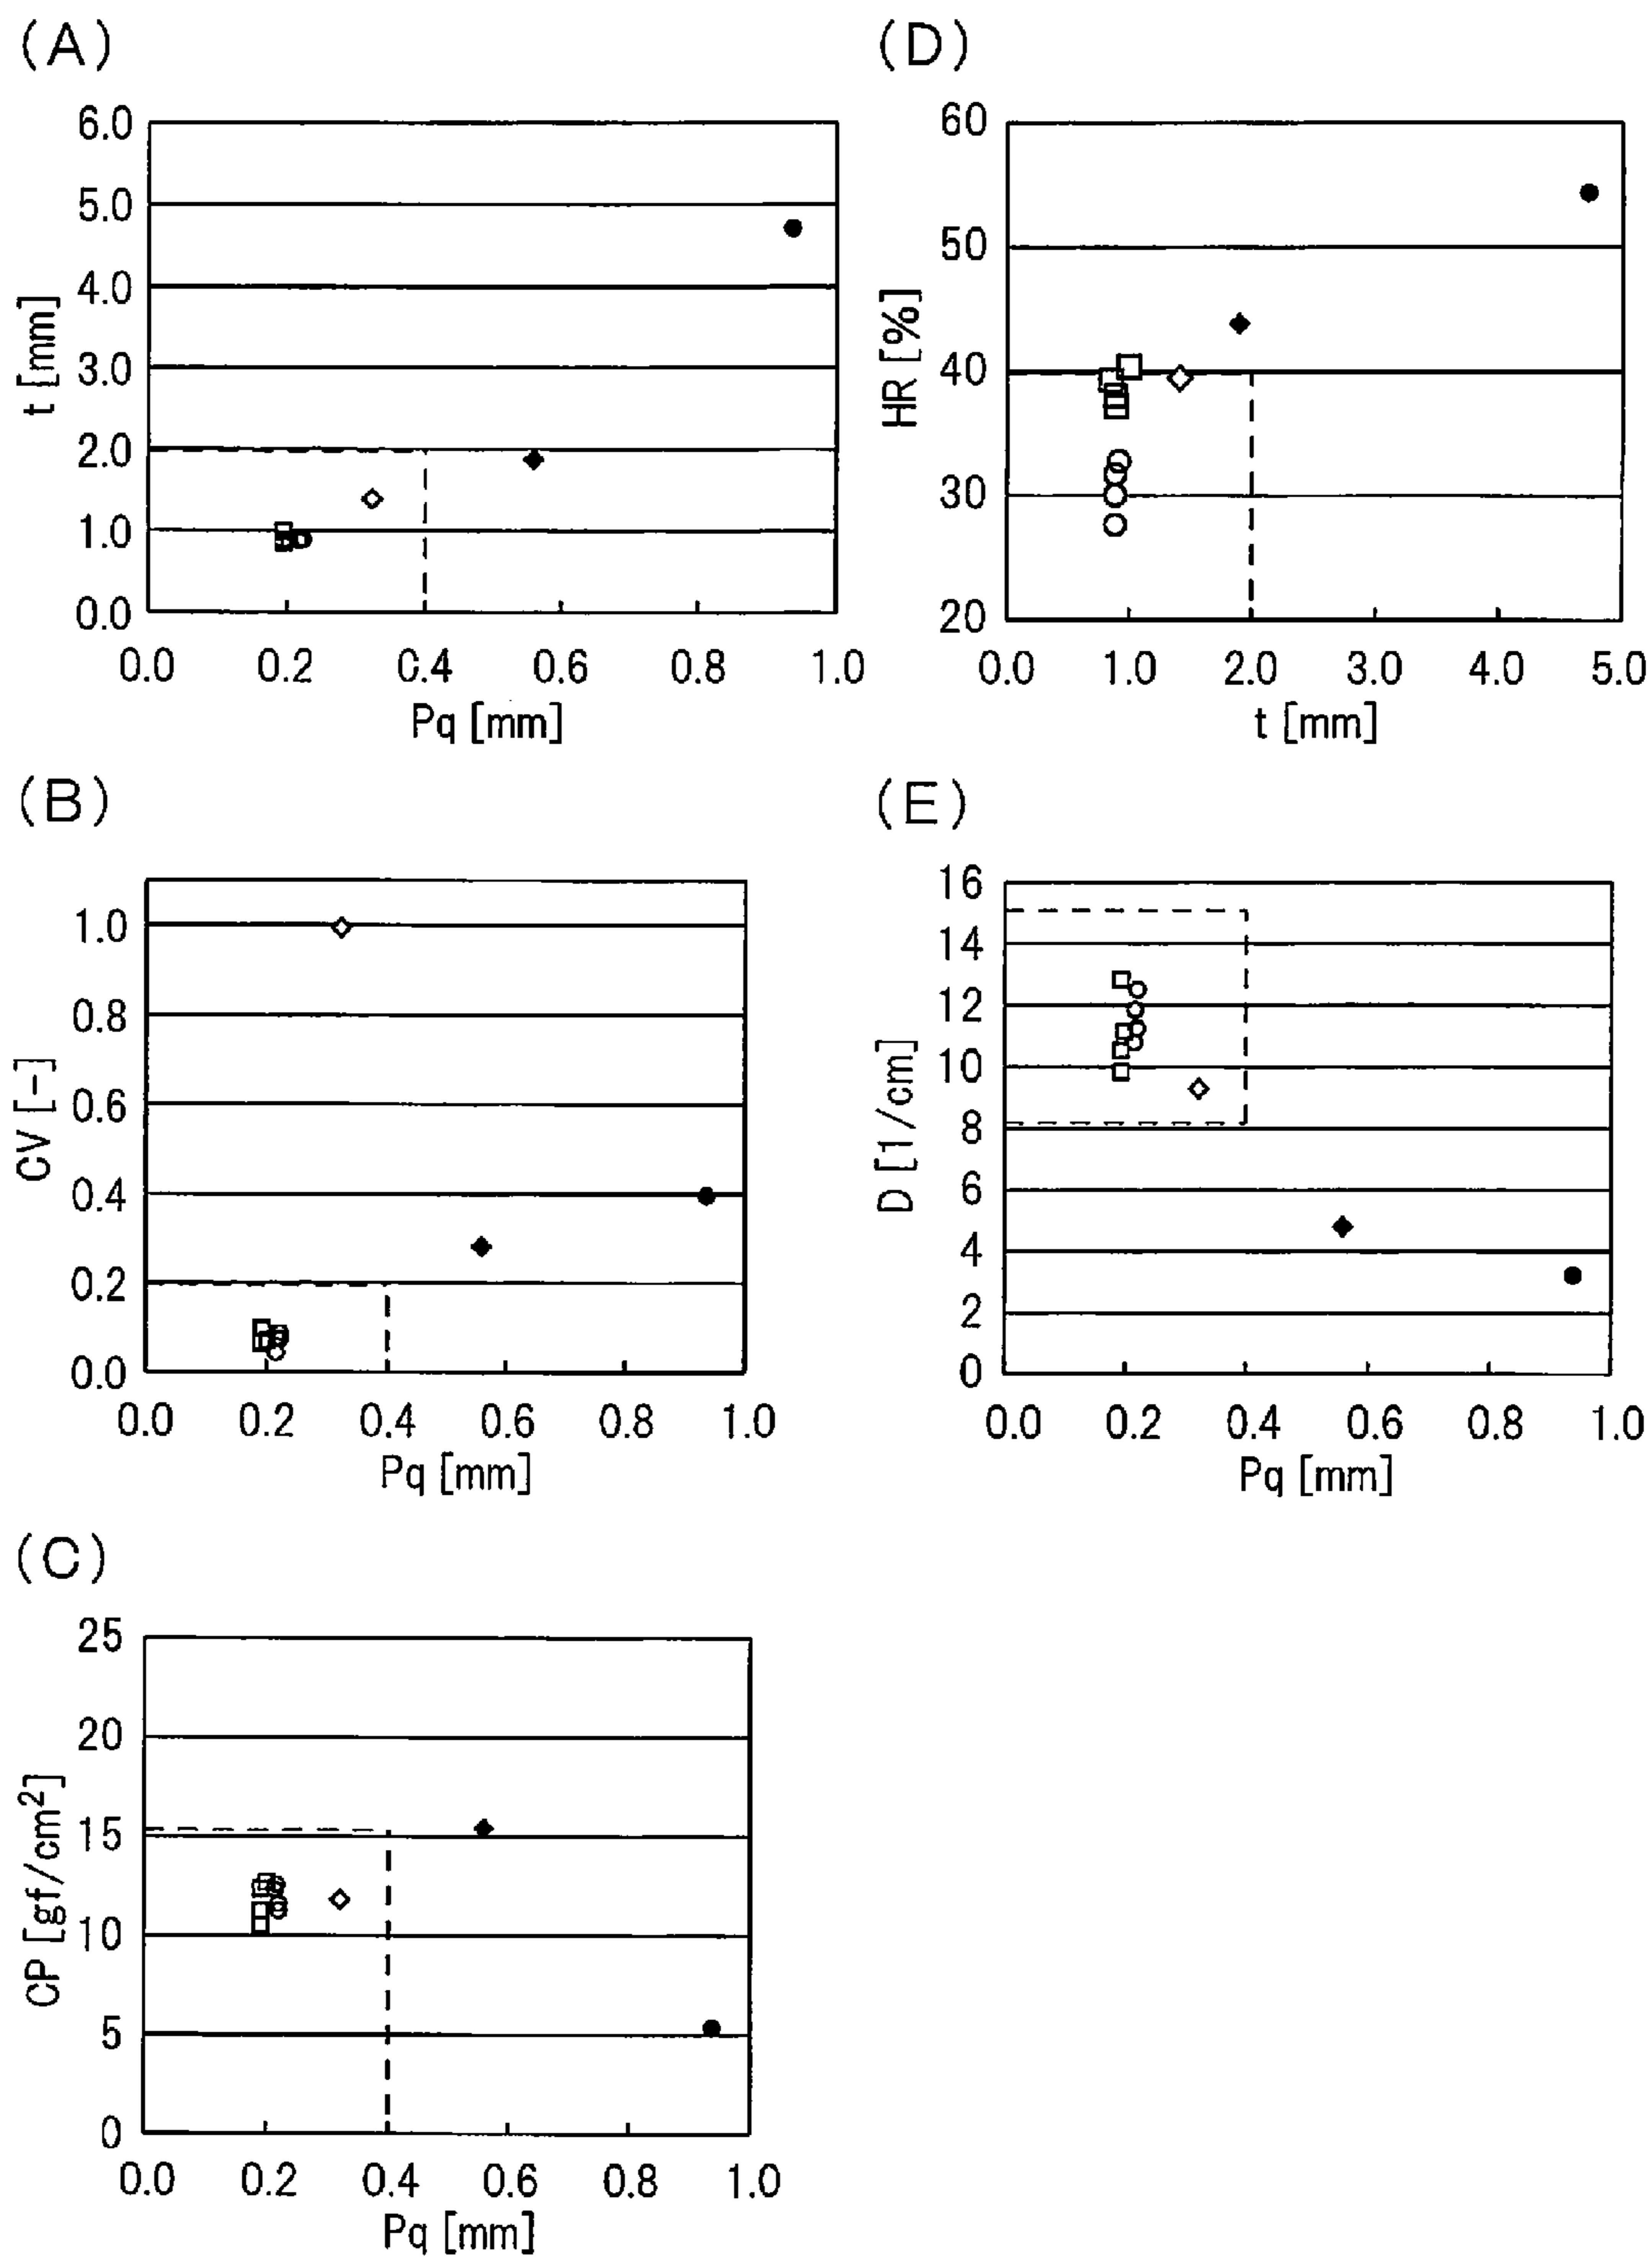 (A)
6.0
5.0
4.0
3.0
2.0
1.0
0.0
t [mm]
0.0 0.2 0.4 0.6 0.8 1.0
Pq [mm]
(D)
60
50
40
30
20
HR [%]
0.0 1.0 2.0 3.0 4.0 5.0
t [mm]
(B)
1.0
0.8
0.6
0.4
0.2
0.0
CV [-]
0.0 0.2 0.4 0.6 0.8 1.0
Pq [mm]
(E)
16
14
12
10
8
6
4
2
0
D [1/cm]
0.0 0.2 0.4 0.6 0.8 1.0
Pq [mm]
(C)
25
20
15
10
5
0
CP [gf/cm²]
0.0 0.2 0.4 0.6 0.8 1.0
Pq [mm]